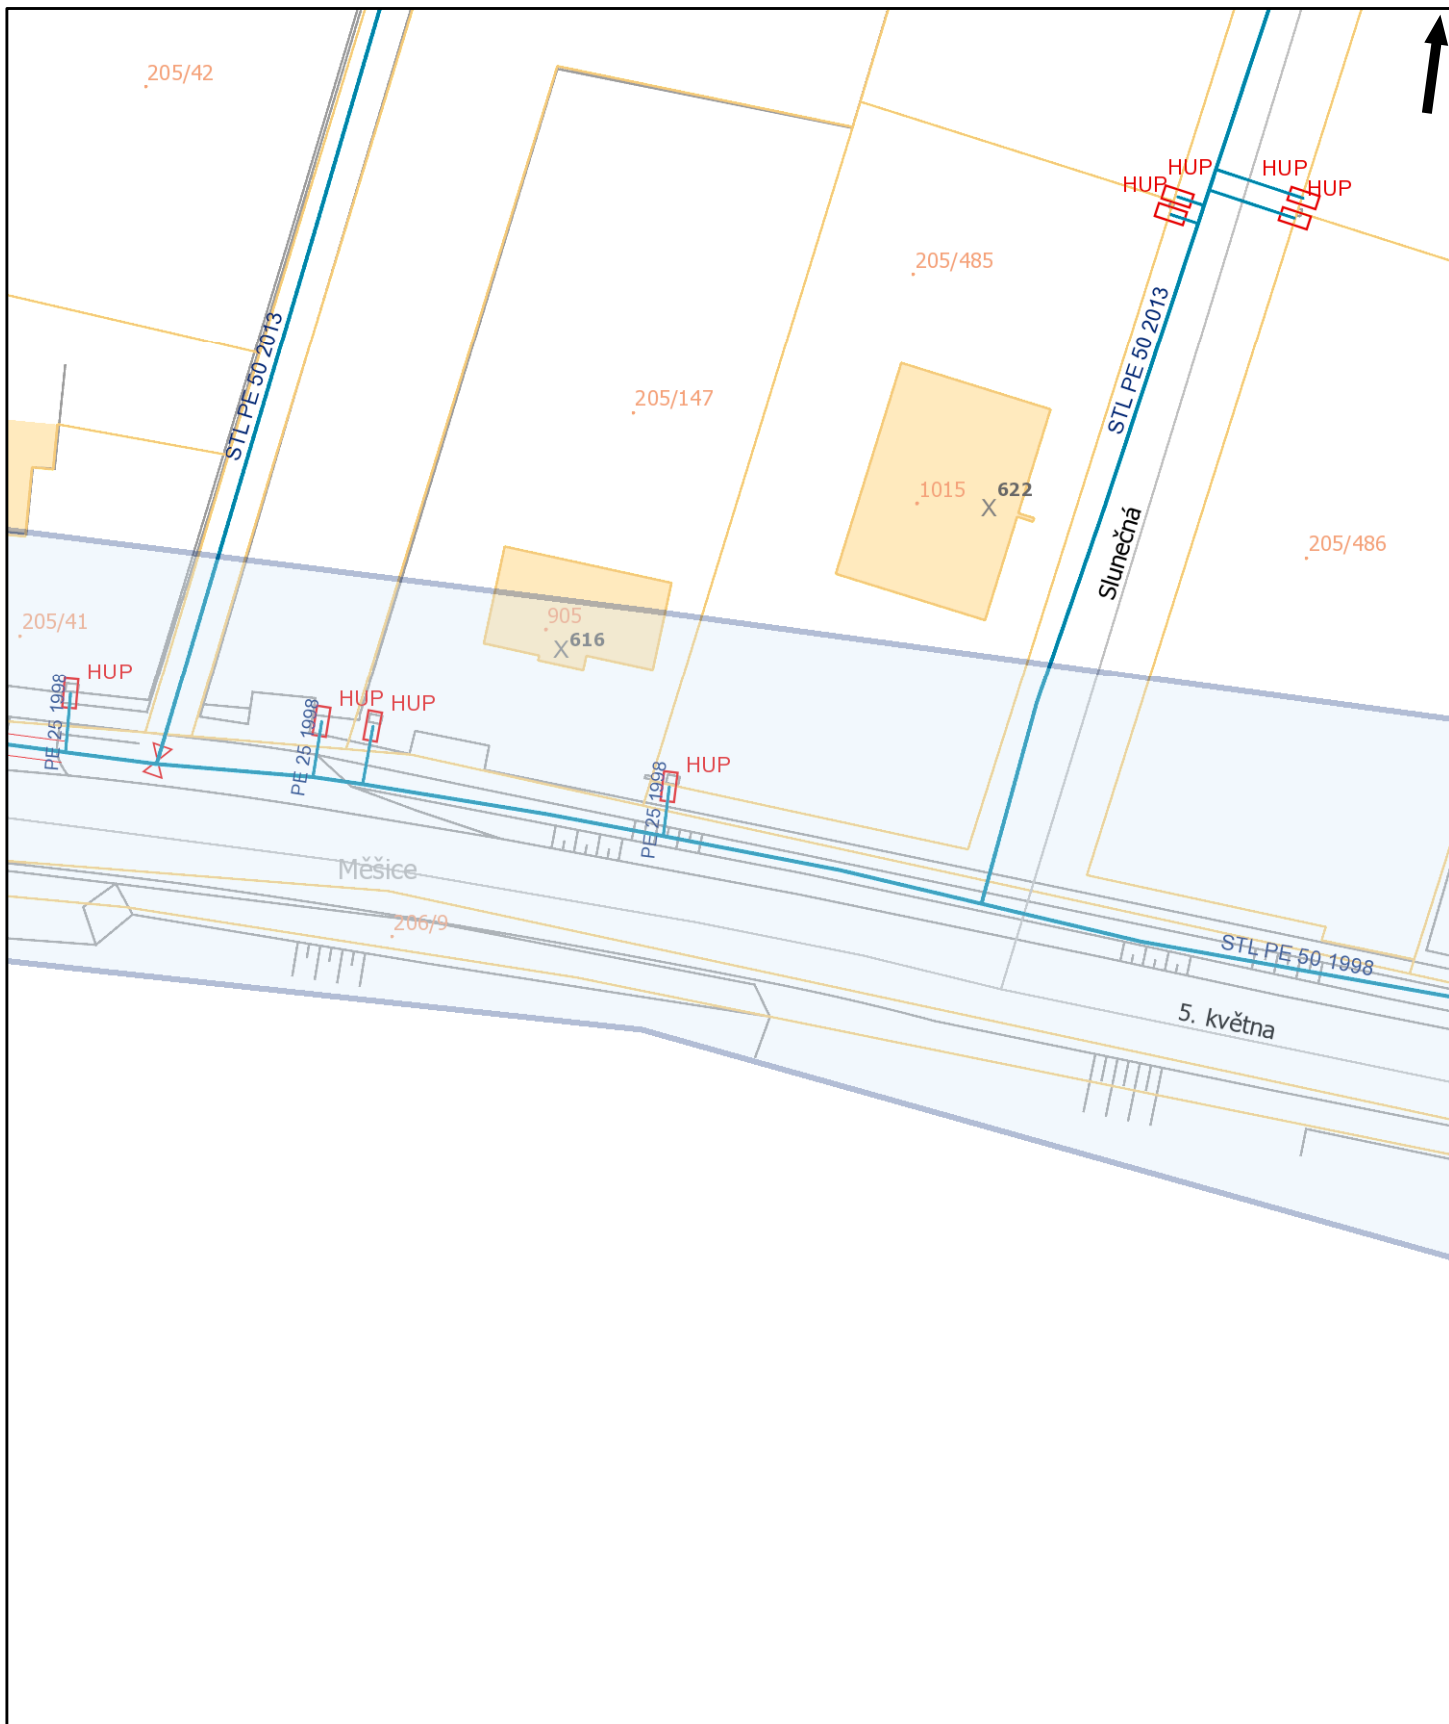 205/42
HUP
HUP
HUP
HUP
205/485
STL PE 50 2013
STL PE 50 2013
205/147
1015
622
Slunečná
205/486
905
616
205/41
HUP
PE 25 1998
HUP
HUP
PE 25 1998
HUP
PE 25 1998
Měšice
206/9
STL PE 50 1998
5. května